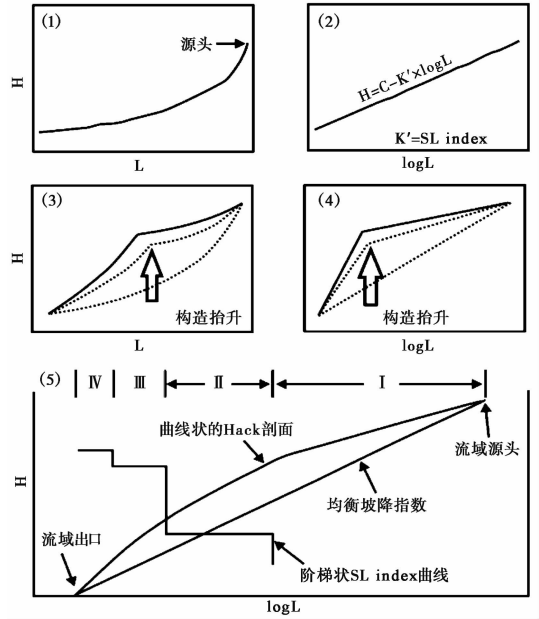 (1)
源头
H
L
(2)
H=C-K′×logL
K′=SL index
logL
(3)
H
构造抬升
L
(4)
构造抬升
logL
(5)
Ⅳ
Ⅲ
Ⅱ
Ⅰ
曲线状的Hack剖面
流域源头
H
均衡坡降指数
流域出口
阶梯状SL index曲线
logL